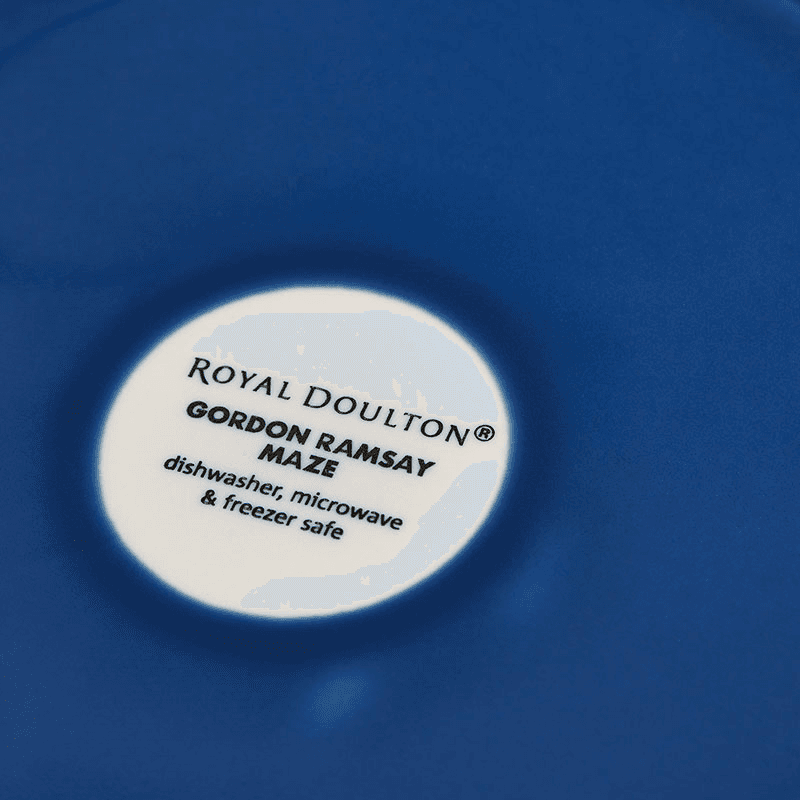 ROYAL DOULTON®
GORDON RAMSAY
MAZE
dishwasher, microwave
& freezer safe